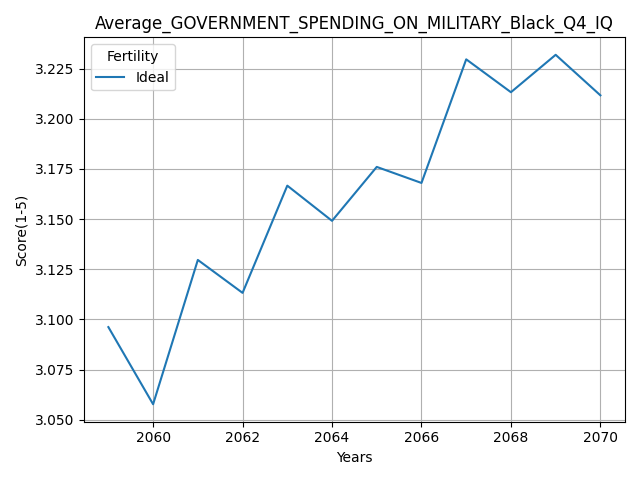 Average_GOVERNMENT_SPENDING_ON_MILITARY_Black_Q4_IQ
Fertility
Ideal
3.225
3.200
3.175
3.150
3.125
3.100
3.075
3.050
Score(1-5)
2060 2062 2064 2066 2068 2070
Years